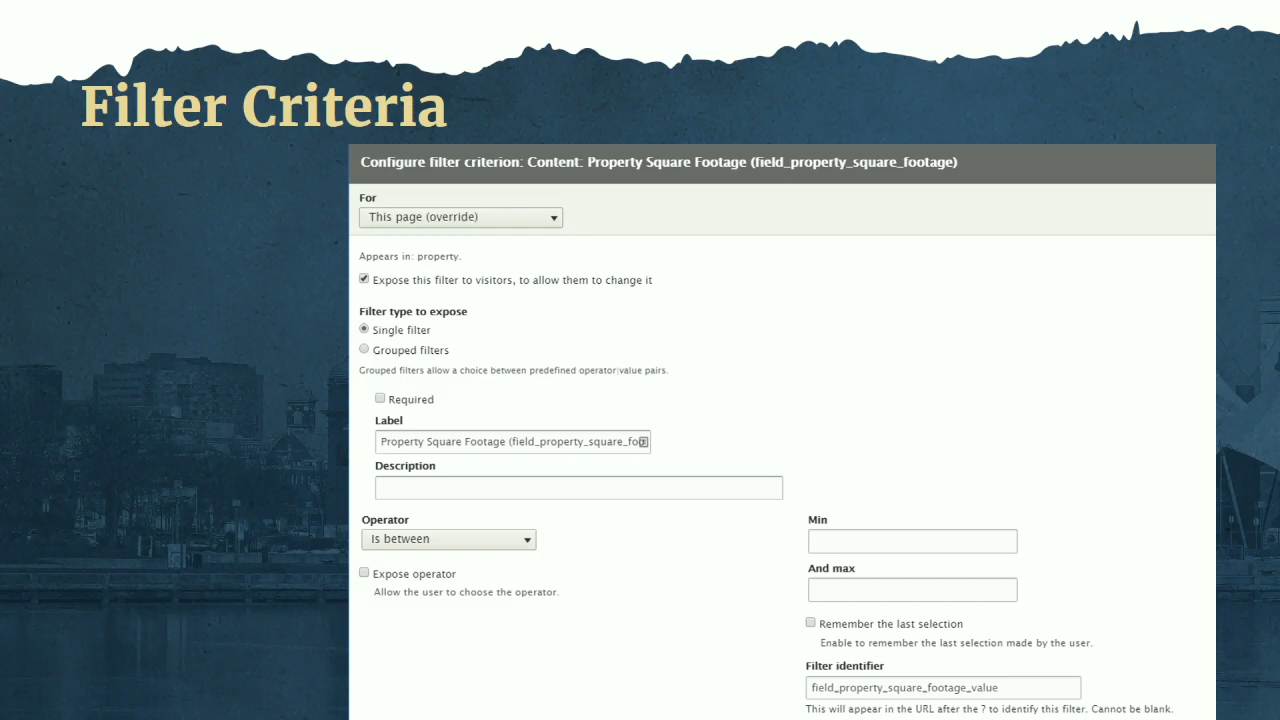 Filter Criteria
Configure filter criterion: Content: Property Square Footage (field_property_square_footage)
For
This page (override)
Appears in: property.
Expose this filter to visitors, to allow them to change it
Filter type to expose
Single filter
Grouped filters
Grouped filters allow a choice between predefined operator|value pairs.
Required
Label
Property Square Footage (field_property_square_foo
Description
Operator
Is between
Expose operator
Allow the user to choose the operator.
Min
And max
Remember the last selection
Enable to remember the last selection made by the user.
Filter identifier
field_property_square_footage_value
This will appear in the URL after the ? to identify this filter. Cannot be blank.